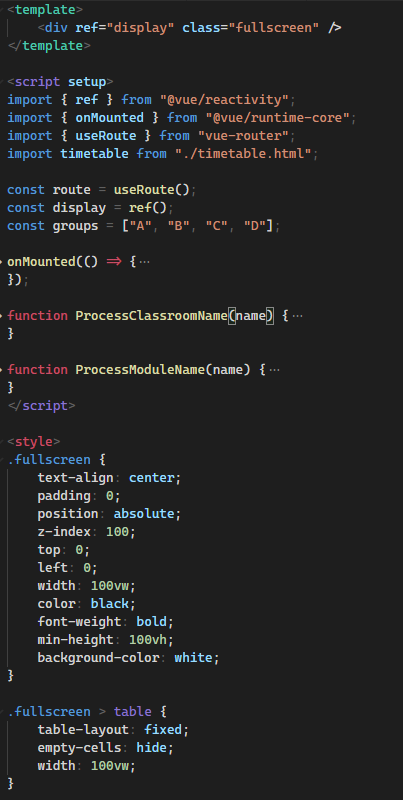 <template>
    <div ref="display" class="fullscreen" />
</template>

<script setup>
import { ref } from "@vue/reactivity";
import { onMounted } from "@vue/runtime-core";
import { useRoute } from "vue-router";
import timetable from "./timetable.html";

const route = useRoute();
const display = ref();
const groups = ["A", "B", "C", "D"];

onMounted(() => {···
});

function ProcessClassroomName(name) {···
}

function ProcessModuleName(name) {···
}
</script>

<style>
.fullscreen {
    text-align: center;
    padding: 0;
    position: absolute;
    z-index: 100;
    top: 0;
    left: 0;
    width: 100vw;
    color: black;
    font-weight: bold;
    min-height: 100vh;
    background-color: white;
}

.fullscreen > table {
    table-layout: fixed;
    empty-cells: hide;
    width: 100vw;
}